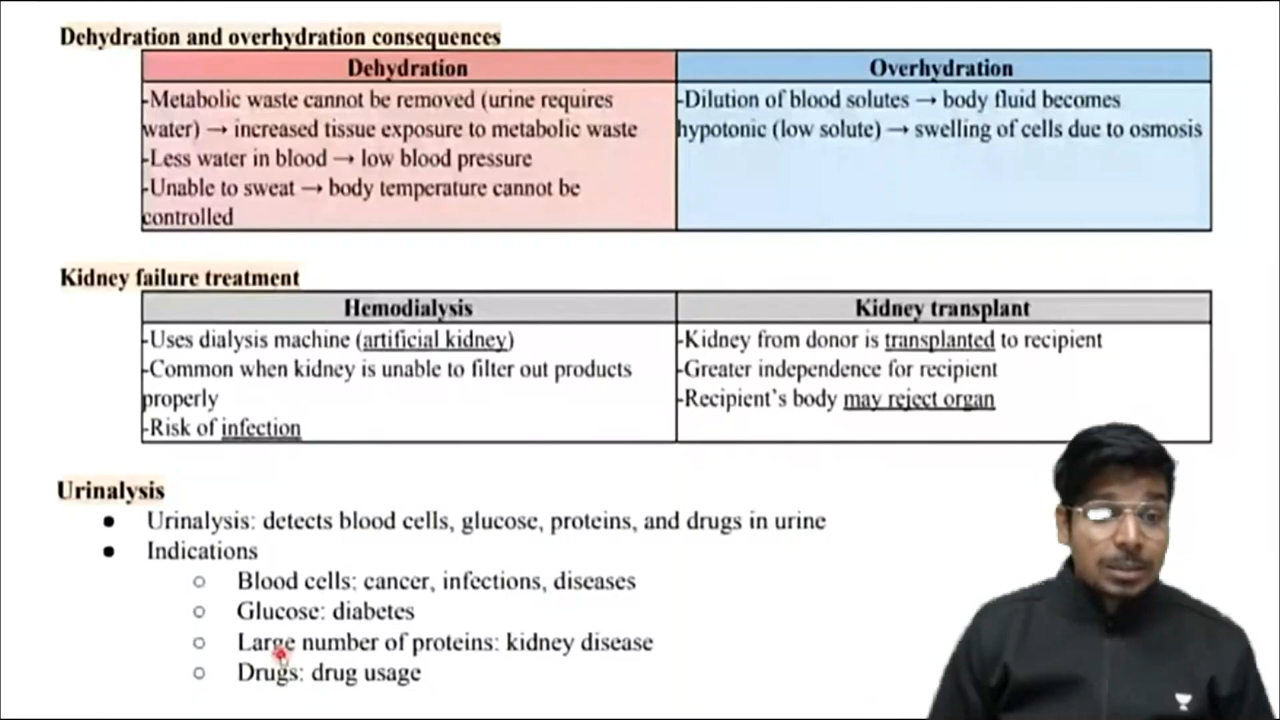 Dehydration and overhydration consequences
Dehydration
-Metabolic waste cannot be removed (urine requires
water) → increased tissue exposure to metabolic waste
-Less water in blood → low blood pressure
-Unable to sweat → body temperature cannot be
controlled
Overhydration
-Dilution of blood solutes → body fluid becomes
hypotonic (low solute) → swelling of cells due to osmosis
Kidney failure treatment
Hemodialysis
-Uses dialysis machine (artificial kidney)
-Common when kidney is unable to filter out products
properly
-Risk of infection
Kidney transplant
-Kidney from donor is transplanted to recipient
-Greater independence for recipient
-Recipient's body may reject organ
Urinalysis
● Urinalysis: detects blood cells, glucose, proteins, and drugs in urine
● Indications
○ Blood cells: cancer, infections, diseases
○ Glucose: diabetes
○ Large number of proteins: kidney disease
○ Drugs: drug usage